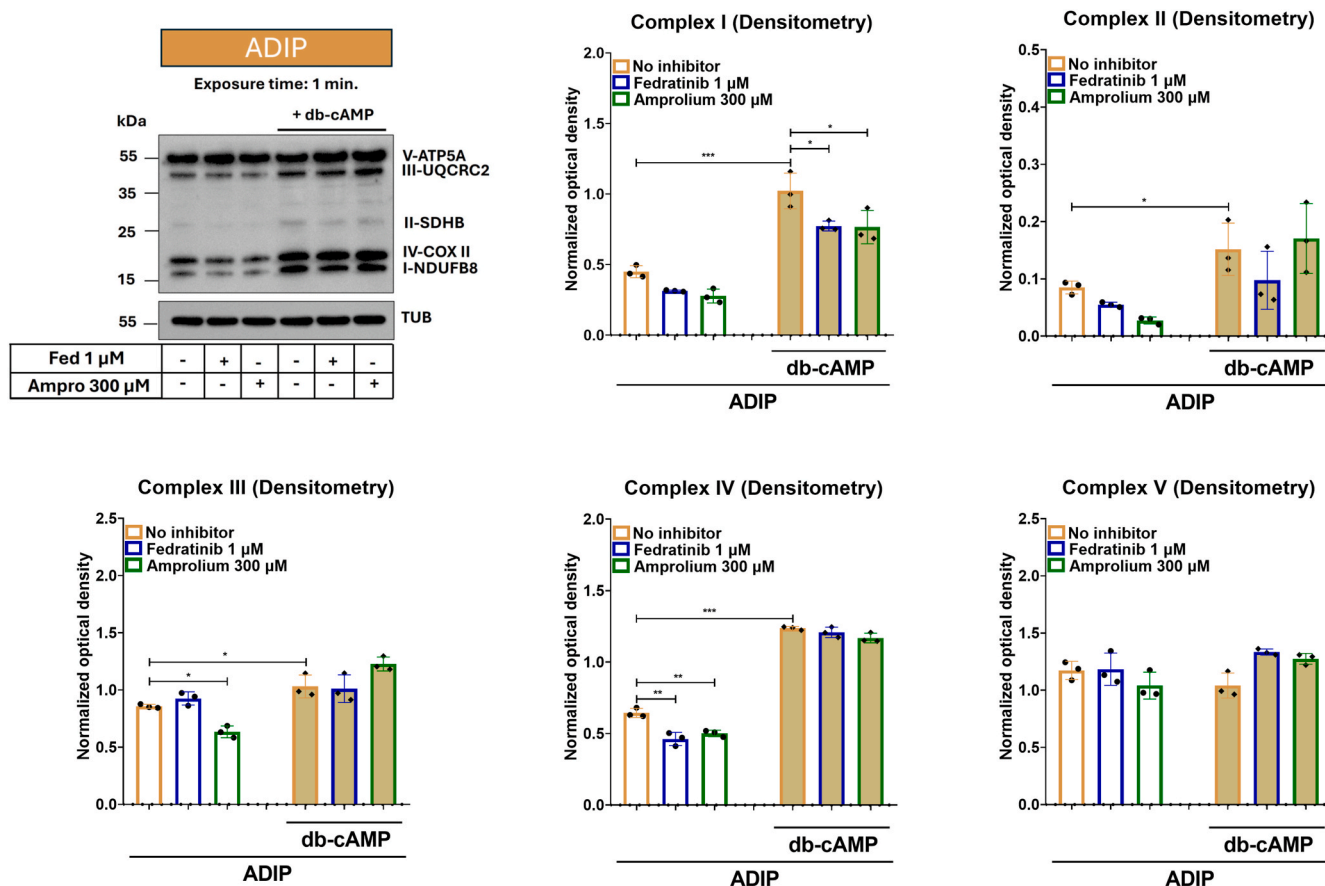 ADIP
Exposure time: 1 min.
+ db-cAMP
kDa
55
35
25
15
V-ATP5A
III-UQCRC2
II-SDHB
IV-COX II
I-NDUFB8
55
TUB
Fed 1 µM - + - - + -
Ampro 300 µM - - + - - +
Complex I (Densitometry)
Normalized optical density
2.0
1.5
1.0
0.5
0.0
No inhibitor
Fedratinib 1 µM
Amprolium 300 µM
***
*
*
db-cAMP
ADIP
Complex II (Densitometry)
Normalized optical density
0.5
0.4
0.3
0.2
0.1
0.0
No inhibitor
Fedratinib 1 µM
Amprolium 300 µM
*
db-cAMP
ADIP
Complex III (Densitometry)
Normalized optical density
2.5
2.0
1.5
1.0
0.5
0.0
No inhibitor
Fedratinib 1 µM
Amprolium 300 µM
*
*
db-cAMP
ADIP
Complex IV (Densitometry)
Normalized optical density
2.0
1.5
1.0
0.5
0.0
No inhibitor
Fedratinib 1 µM
Amprolium 300 µM
***
**
**
db-cAMP
ADIP
Complex V (Densitometry)
Normalized optical density
2.5
2.0
1.5
1.0
0.5
0.0
No inhibitor
Fedratinib 1 µM
Amprolium 300 µM
db-cAMP
ADIP